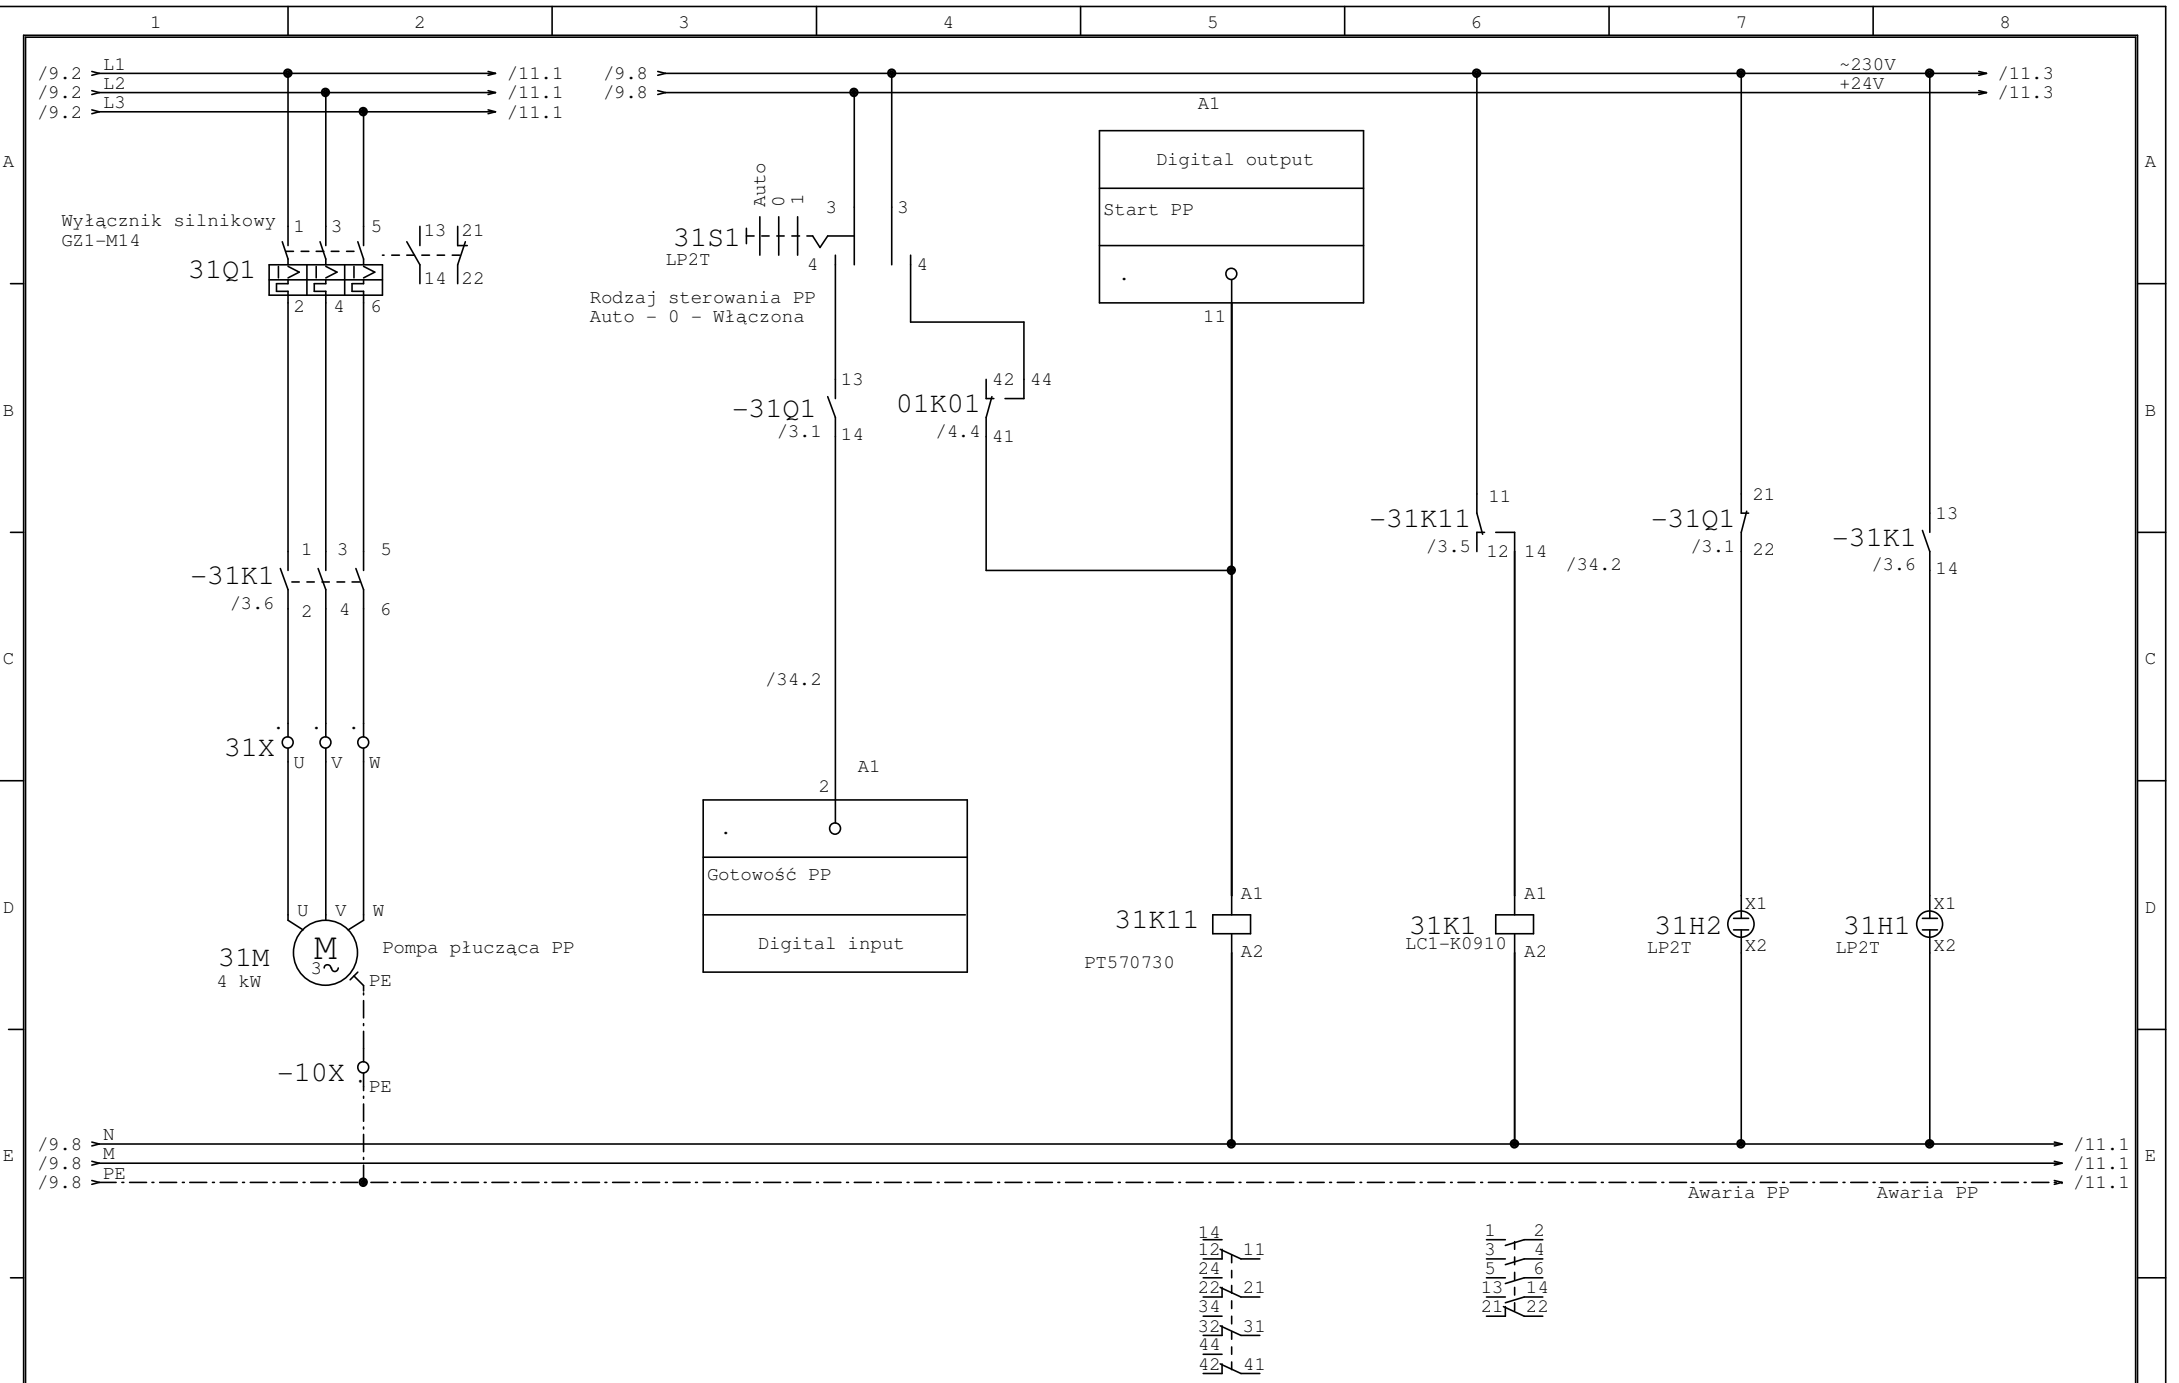 1 2 3 4 5 6 7 8
/9.2 L1 /11.1 /9.8 ~230V /11.3
/9.2 L2 /11.1 /9.8 +24V /11.3
/9.2 L3 /11.1
A1
A A
Digital output
Start PP
.
11
Auto 0 1
3 3
31S1
LP2T
4 4
Rodzaj sterowania PP
Auto - 0 - Włączona
Wyłącznik silnikowy
GZ1-M14
1 3 5 13 21
31Q1
14 22
2 4 6
B B
13
-31Q1
/3.1 14
42 44
01K01
/4.4 41
11
-31K11
/3.5 12 14 /34.2
21
-31Q1
/3.1 22
13
-31K1
/3.6 14
1 3 5
-31K1
/3.6 2 4 6
C C
/34.2
. . .
31X
U V W
A1
2
.
Gotowość PP
Digital input
D D
U V W
31M M
3~
4 kW
Pompa płucząca PP
PE
A1
31K11
A2
PT570730
A1
31K1
LC1-K0910
A2
X1
31H2
LP2T
X2
X1
31H1
LP2T
X2
-10X
. PE
E E
/9.8 N /11.1
/9.8 M /11.1
/9.8 PE /11.1
Awaria PP Awaria PP
14
12 11
24
22 21
34
32 31
44
42 41
1 2
3 4
5 6
13 14
21 22